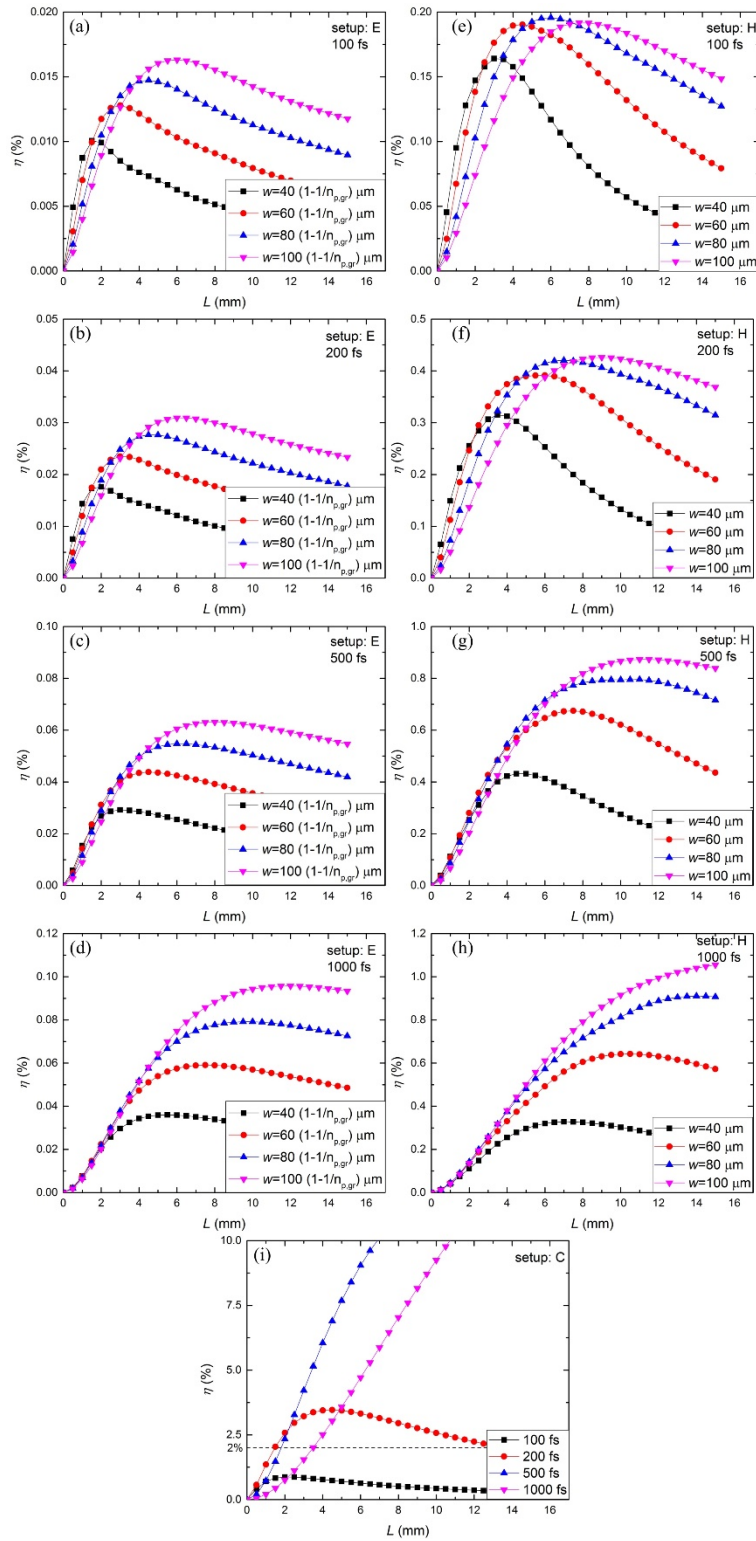 (a)
setup: E
100 fs
0.020
0.015
0.010
0.005
0.000
η (%)
w=40 (1-1/n_p,gr) μm
w=60 (1-1/n_p,gr) μm
w=80 (1-1/n_p,gr) μm
w=100 (1-1/n_p,gr) μm
0 2 4 6 8 10 12 14 16
L (mm)
(e)
setup: H
100 fs
0.20
0.15
0.10
0.05
0.00
η (%)
w=40 μm
w=60 μm
w=80 μm
w=100 μm
0 2 4 6 8 10 12 14 16
L (mm)
(b)
setup: E
200 fs
0.05
0.04
0.03
0.02
0.01
0.00
η (%)
w=40 (1-1/n_p,gr) μm
w=60 (1-1/n_p,gr) μm
w=80 (1-1/n_p,gr) μm
w=100 (1-1/n_p,gr) μm
0 2 4 6 8 10 12 14 16
L (mm)
(f)
setup: H
200 fs
0.5
0.4
0.3
0.2
0.1
0.0
η (%)
w=40 μm
w=60 μm
w=80 μm
w=100 μm
0 2 4 6 8 10 12 14 16
L (mm)
(c)
setup: E
500 fs
0.10
0.08
0.06
0.04
0.02
0.00
η (%)
w=40 (1-1/n_p,gr) μm
w=60 (1-1/n_p,gr) μm
w=80 (1-1/n_p,gr) μm
w=100 (1-1/n_p,gr) μm
0 2 4 6 8 10 12 14 16
L (mm)
(g)
setup: H
500 fs
1.0
0.8
0.6
0.4
0.2
0.0
η (%)
w=40 μm
w=60 μm
w=80 μm
w=100 μm
0 2 4 6 8 10 12 14 16
L (mm)
(d)
setup: E
1000 fs
0.12
0.10
0.08
0.06
0.04
0.02
0.00
η (%)
w=40 (1-1/n_p,gr) μm
w=60 (1-1/n_p,gr) μm
w=80 (1-1/n_p,gr) μm
w=100 (1-1/n_p,gr) μm
0 2 4 6 8 10 12 14 16
L (mm)
(h)
setup: H
1000 fs
1.2
1.0
0.8
0.6
0.4
0.2
0.0
η (%)
w=40 μm
w=60 μm
w=80 μm
w=100 μm
0 2 4 6 8 10 12 14 16
L (mm)
(i)
setup: C
10.0
7.5
5.0
2.5
2%
0.0
η (%)
100 fs
200 fs
500 fs
1000 fs
0 2 4 6 8 10 12 14 16
L (mm)